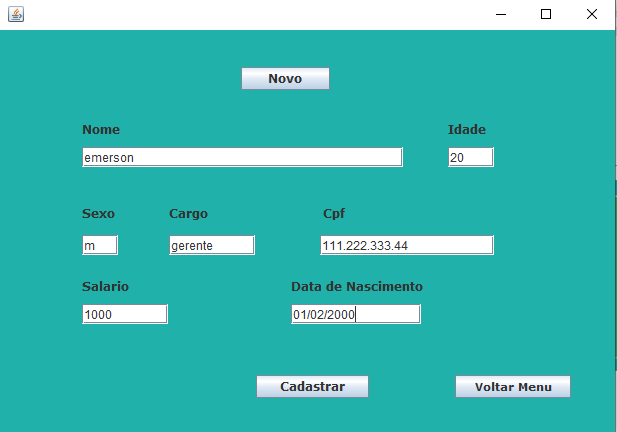 Novo
Nome Idade
emerson 20
Sexo Cargo Cpf
m gerente 111.222.333.44
Salario Data de Nascimento
1000 01/02/2000
Cadastrar Voltar Menu